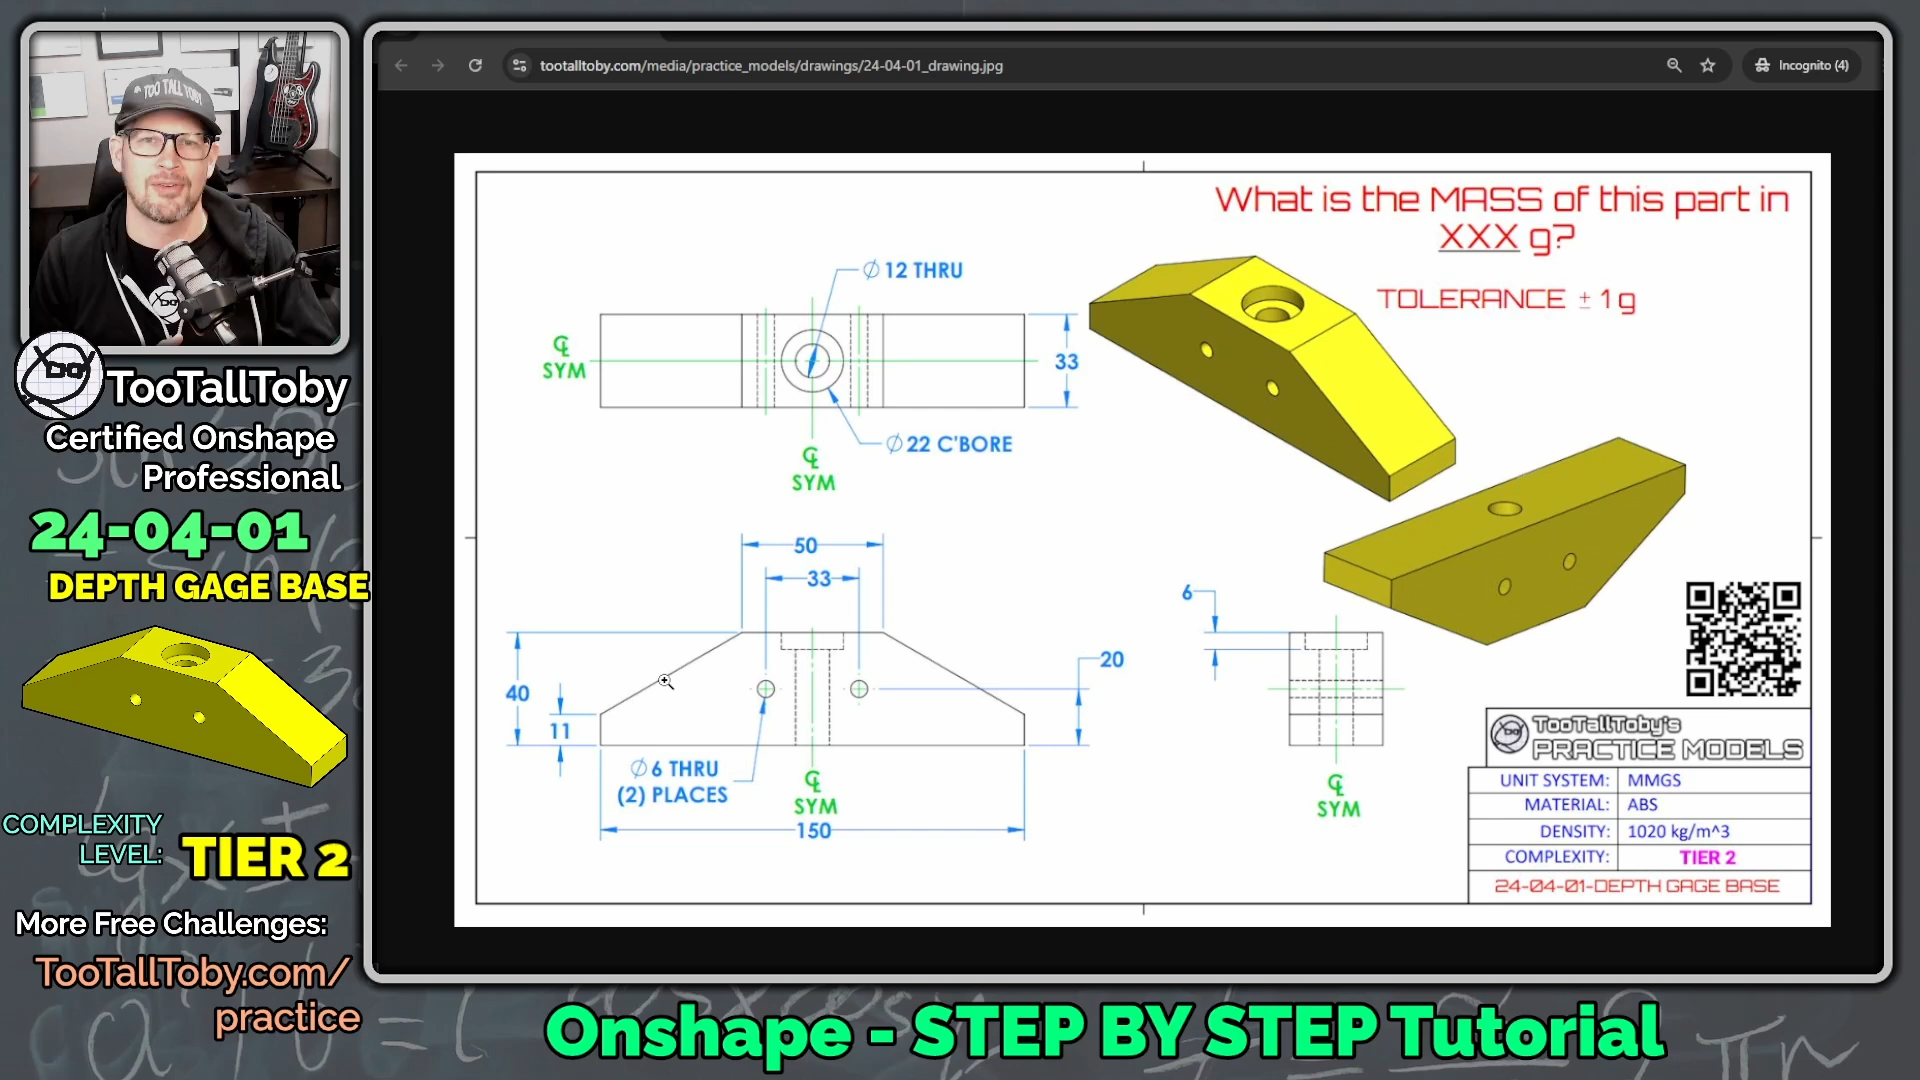 TOO TALL TOBY
TooTallToby
Certified Onshape
Professional
24-04-01
DEPTH GAGE BASE
COMPLEXITY
LEVEL:
TIER 2
More Free Challenges:
TooTallToby.com/
practice
tootalltoby.com/media/practice_models/drawings/24-04-01_drawing.jpg
Incognito (4)
What is the MASS of this part in
XXX g?
TOLERANCE ± 1 g
∅ 12 THRU
℄
SYM
33
∅ 22 C'BORE
℄
SYM
50
33
6
20
40
11
∅ 6 THRU
(2) PLACES
℄
SYM
150
℄
SYM
TooTallToby's
PRACTICE MODELS
UNIT SYSTEM: MMGS
MATERIAL: ABS
DENSITY: 1020 kg/m^3
COMPLEXITY: TIER 2
24-04-01-DEPTH GAGE BASE
Onshape - STEP BY STEP Tutorial